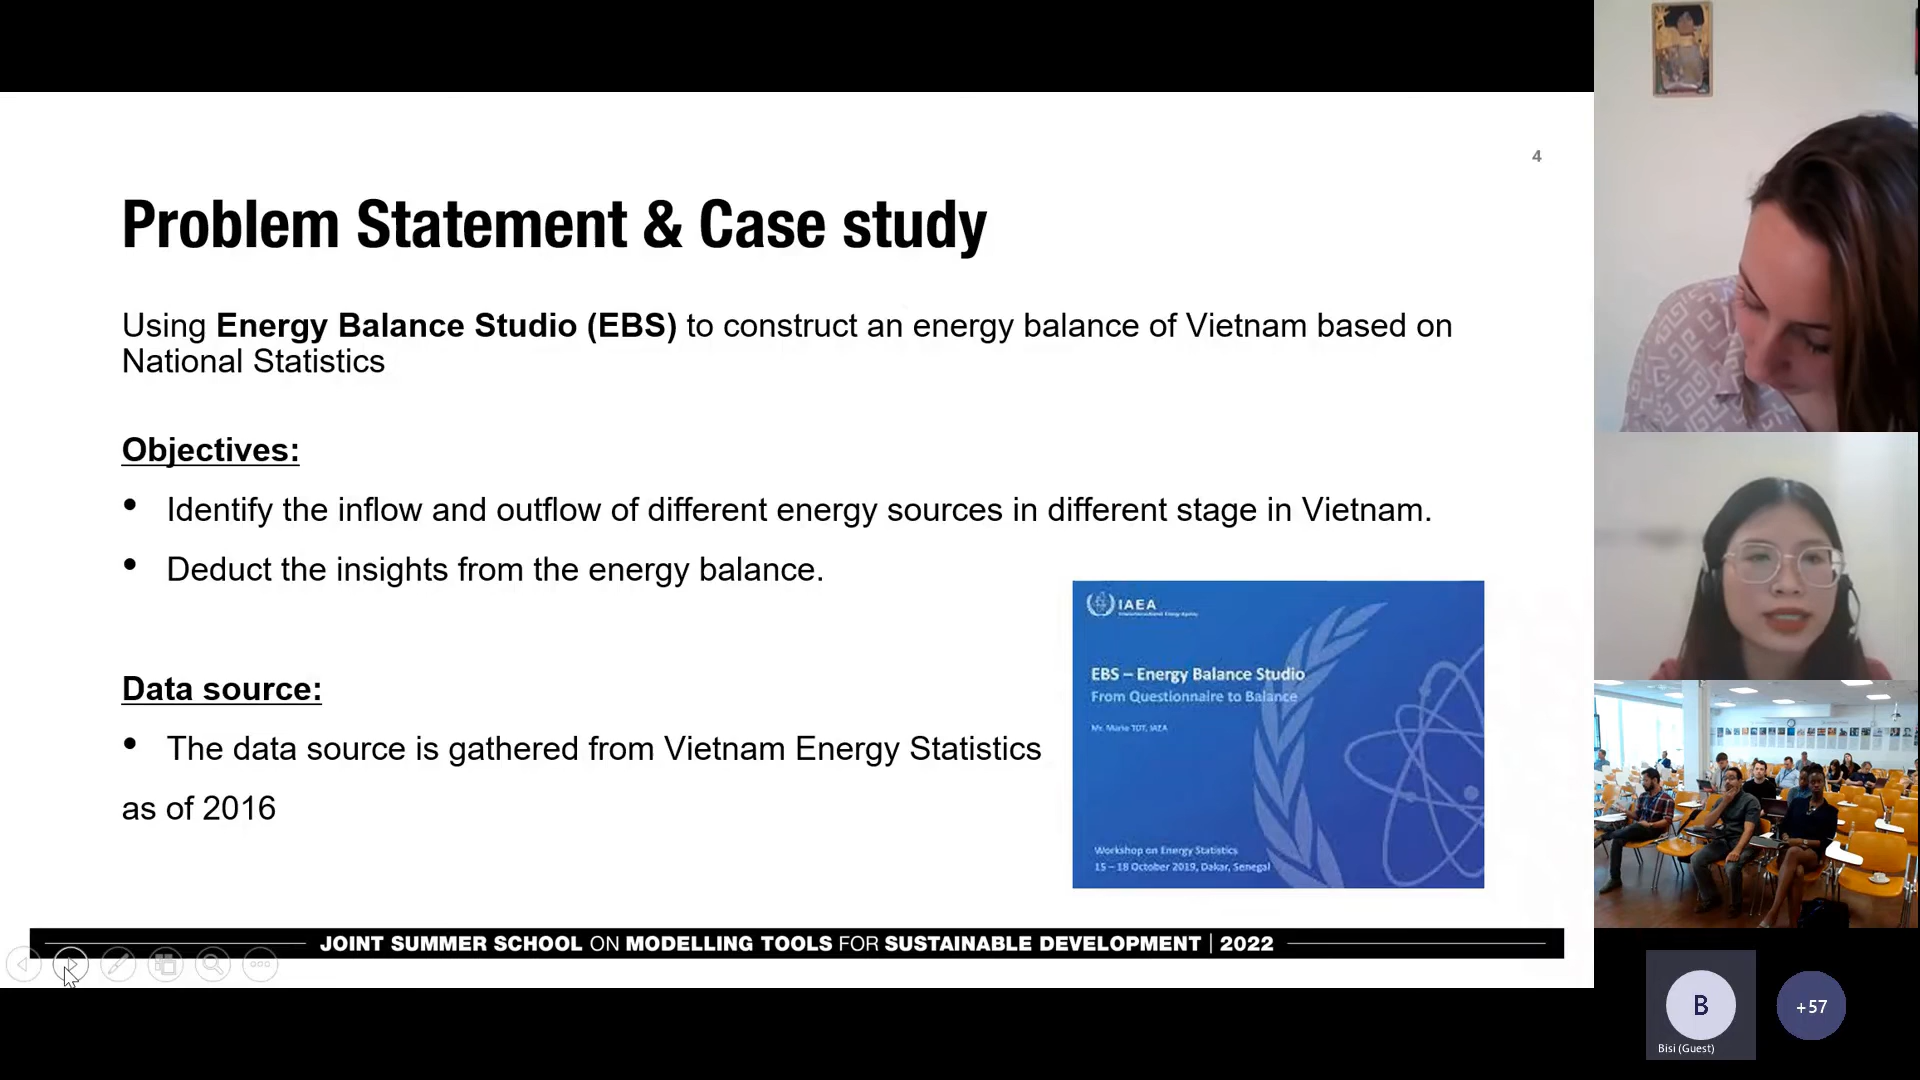 4
Problem Statement & Case study
Using Energy Balance Studio (EBS) to construct an energy balance of Vietnam based on
National Statistics
Objectives:
• Identify the inflow and outflow of different energy sources in different stage in Vietnam.
• Deduct the insights from the energy balance.
Data source:
• The data source is gathered from Vietnam Energy Statistics
as of 2016
IAEA
EBS – Energy Balance Studio
From Questionnaire to Balance
Mr. Mario TOT, IAEA
Workshop on Energy Statistics
15 – 18 October 2019, Dakar, Senegal
JOINT SUMMER SCHOOL ON MODELLING TOOLS FOR SUSTAINABLE DEVELOPMENT | 2022
B
Bisi (Guest)
+57